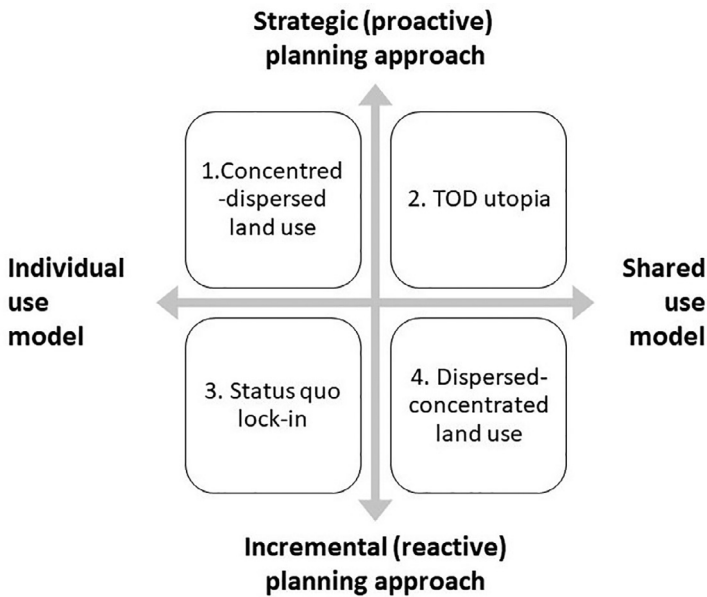 Strategic (proactive)
planning approach
1.Concentred
-dispersed
land use
2. TOD utopia
Individual
use
model
Shared
use
model
3. Status quo
lock-in
4. Dispersed-
concentrated
land use
Incremental (reactive)
planning approach